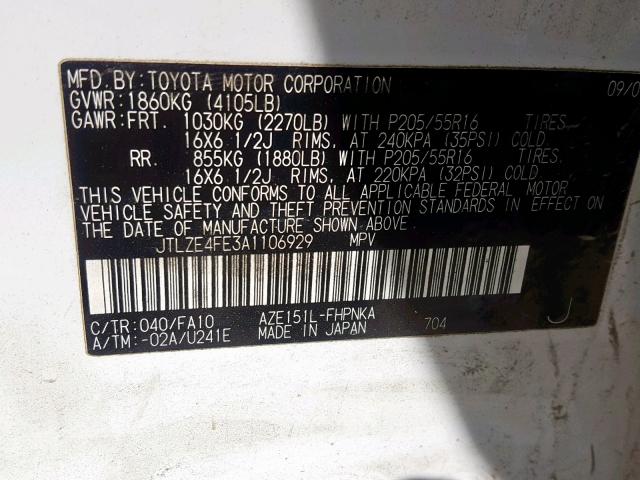 MFD. BY: TOYOTA MOTOR CORPORATION 09/0
GVWR: 1860KG (4105LB)
GAWR: FRT. 1030KG (2270LB) WITH P205/55R16 TIRES,
16X6 1/2J RIMS, AT 240KPA (35PSI) COLD
RR. 855KG (1880LB) WITH P205/55R16 TIRES,
16X6 1/2J RIMS, AT 220KPA (32PSI) COLD
THIS VEHICLE CONFORMS TO ALL APPLICABLE FEDERAL MOTOR
VEHICLE SAFETY AND THEFT PREVENTION STANDARDS IN EFFECT ON
THE DATE OF MANUFACTURE SHOWN ABOVE
JTLZE4FE3A1106929 MPV
C/TR: 040/FA10 AZE151L-FHPNKA
A/TM: -02A/U241E MADE IN JAPAN 704 J